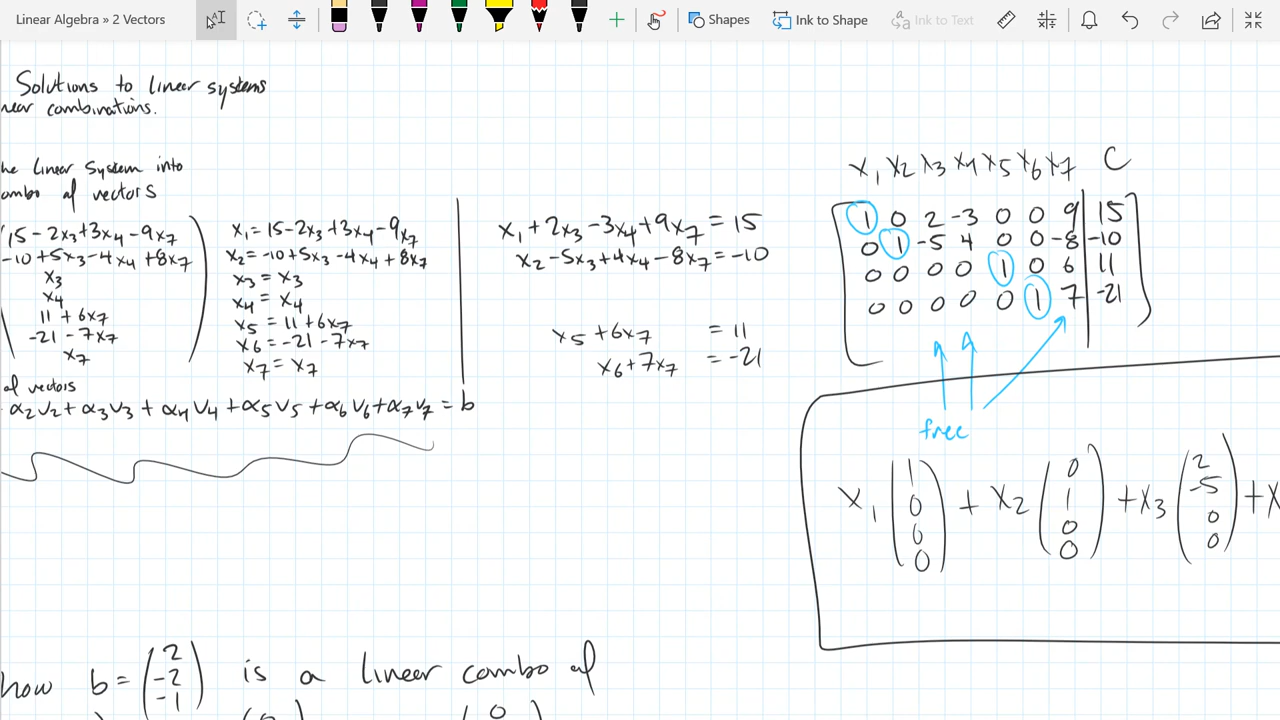 Linear Algebra » 2 Vectors
Shapes
Ink to Shape
Ink to Text
Solutions to linear systems
near combinations.
he linear system into
ombo of vectors
15 - 2x3 + 3x4 - 9x7
-10 + 5x3 - 4x4 + 8x7
x3
x4
11 + 6x7
-21 - 7x7
x7
x1 = 15 - 2x3 + 3x4 - 9x7
x2 = -10 + 5x3 - 4x4 + 8x7
x3 = x3
x4 = x4
x5 = 11 + 6x7
x6 = -21 - 7x7
x7 = x7
of vectors
α2v2 + α3v3 + α4v4 + α5v5 + α6v6 + α7v7 = b
x1 + 2x3 - 3x4 + 9x7 = 15
x2 - 5x3 + 4x4 - 8x7 = -10
x5 + 6x7 = 11
x6 + 7x7 = -21
x1 x2 x3 x4 x5 x6 x7 C
1 0 2 -3 0 0 9 15
0 1 -5 4 0 0 -8 -10
0 0 0 0 1 0 6 11
0 0 0 0 0 1 7 -21
free
x1 (1 0 0 0) + x2 (0 1 0 0) + x3 (2 -5 0 0) + x
how b = (2 -2 -1) is a linear combo of